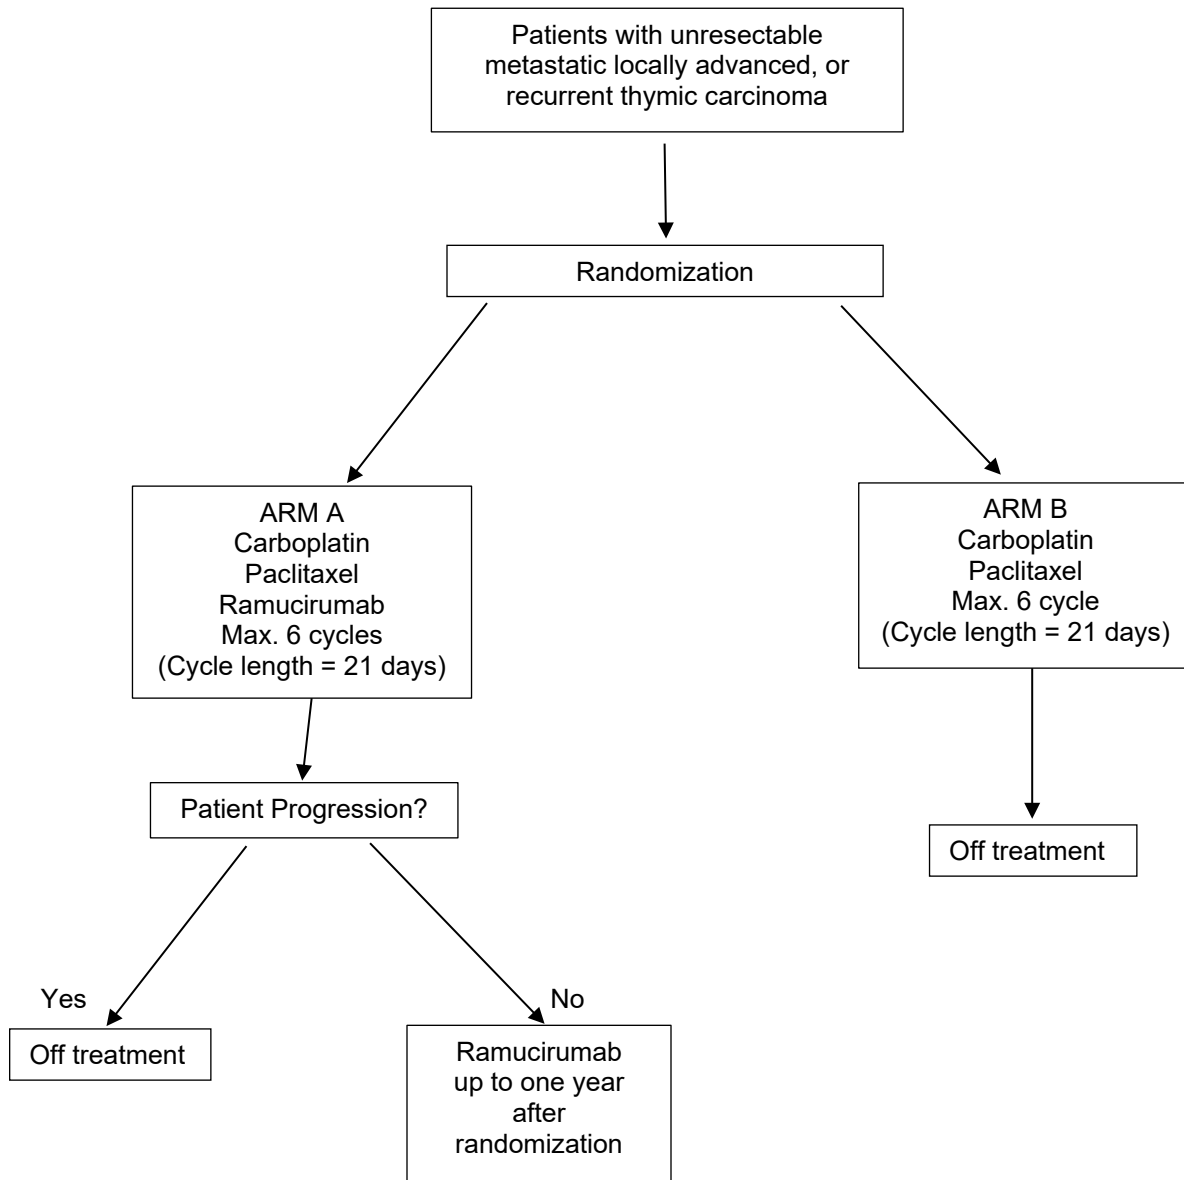 Patients with unresectable
metastatic locally advanced, or
recurrent thymic carcinoma
Randomization
ARM A
Carboplatin
Paclitaxel
Ramucirumab
Max. 6 cycles
(Cycle length = 21 days)
ARM B
Carboplatin
Paclitaxel
Max. 6 cycle
(Cycle length = 21 days)
Patient Progression?
Off treatment
Yes
No
Off treatment
Ramucirumab
up to one year
after
randomization